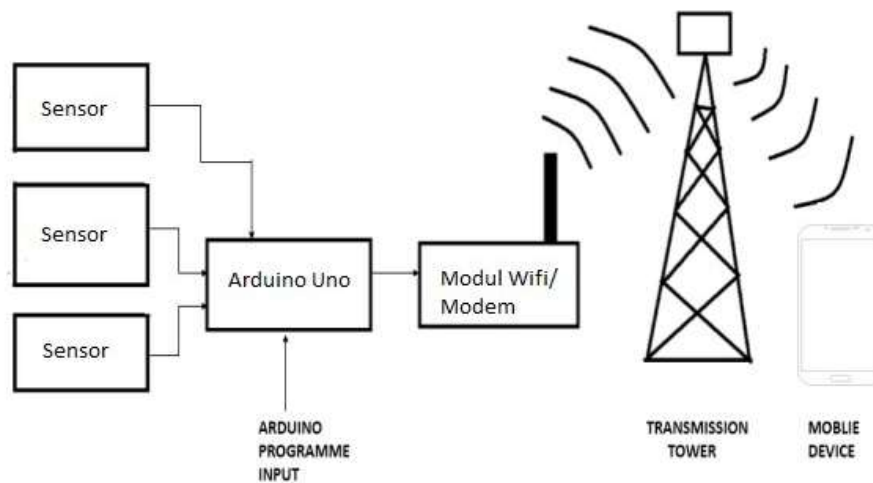 Sensor
Sensor
Sensor
Arduino Uno
Modul Wifi/
Modem
ARDUINO
PROGRAMME
INPUT
TRANSMISSION
TOWER
MOBLIE
DEVICE